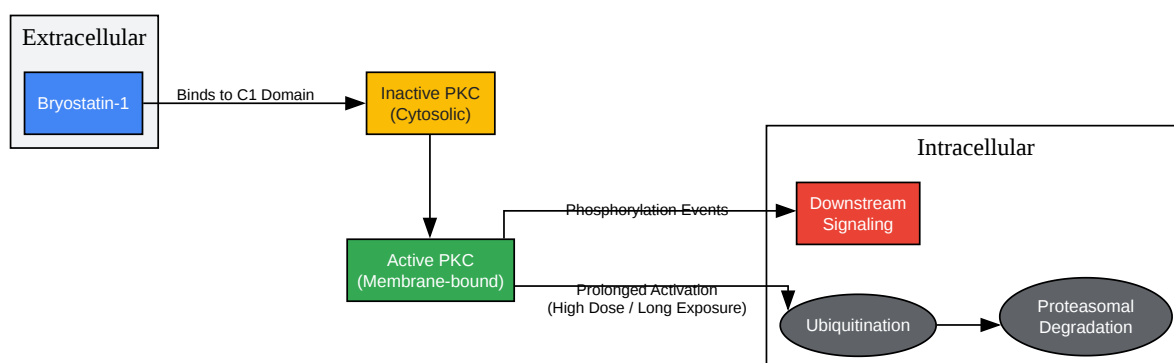 Extracellular
Bryostatin-1
Binds to C1 Domain
Inactive PKC
(Cytosolic)
Active PKC
(Membrane-bound)
Phosphorylation Events
Prolonged Activation
(High Dose / Long Exposure)
Intracellular
Downstream
Signaling
Ubiquitination
Proteasomal
Degradation